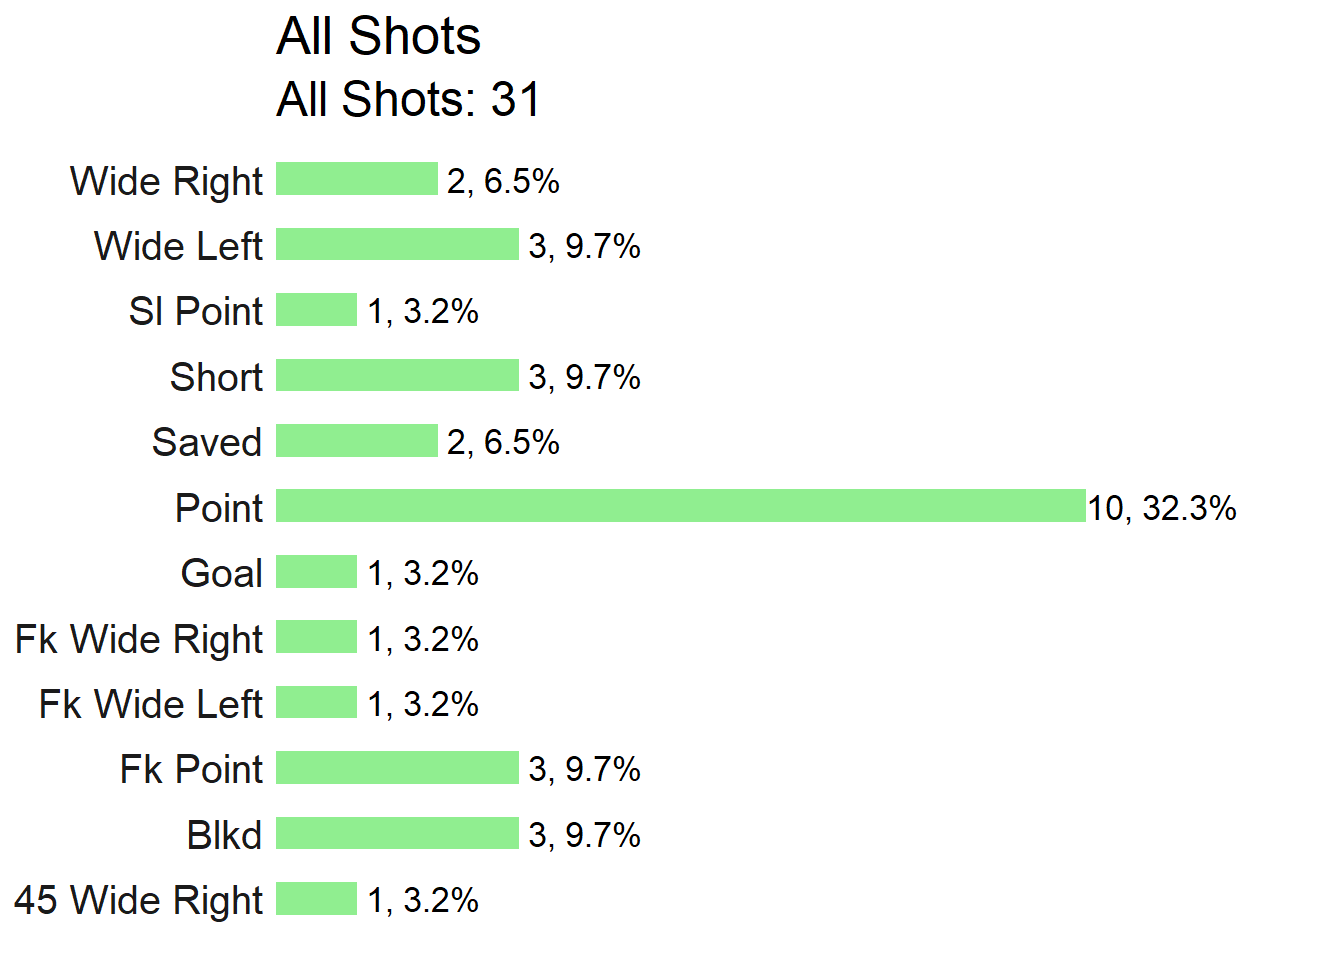 All Shots
All Shots: 31
Wide Right 2, 6.5%
Wide Left 3, 9.7%
Sl Point 1, 3.2%
Short 3, 9.7%
Saved 2, 6.5%
Point 10, 32.3%
Goal 1, 3.2%
Fk Wide Right 1, 3.2%
Fk Wide Left 1, 3.2%
Fk Point 3, 9.7%
Blkd 3, 9.7%
45 Wide Right 1, 3.2%